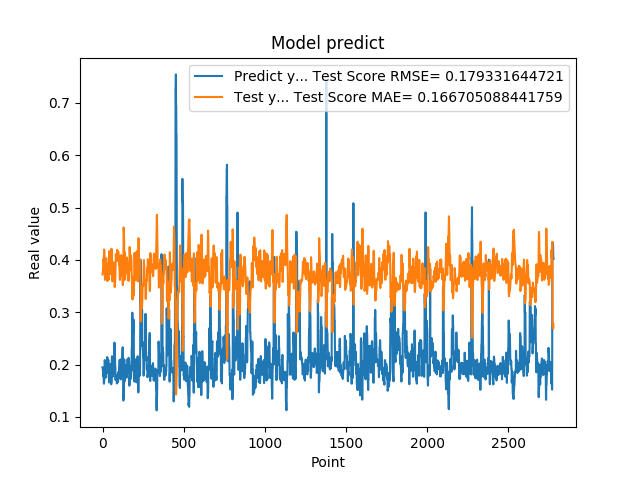 Model predict
Predict y... Test Score RMSE= 0.179331644721
Test y... Test Score MAE= 0.166705088441759
0.7
0.6
0.5
0.4
0.3
0.2
0.1
Real value
0 500 1000 1500 2000 2500
Point